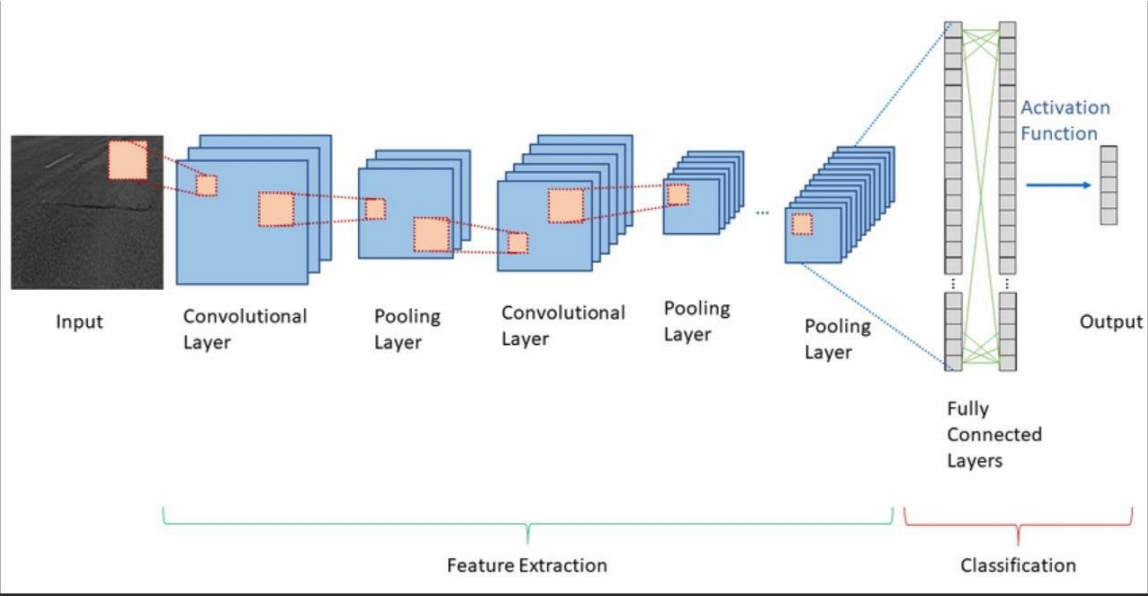 Activation
Function
Input
Convolutional
Layer
Pooling
Layer
Convolutional
Layer
Pooling
Layer
...
Pooling
Layer
Output
Fully
Connected
Layers
Feature Extraction
Classification